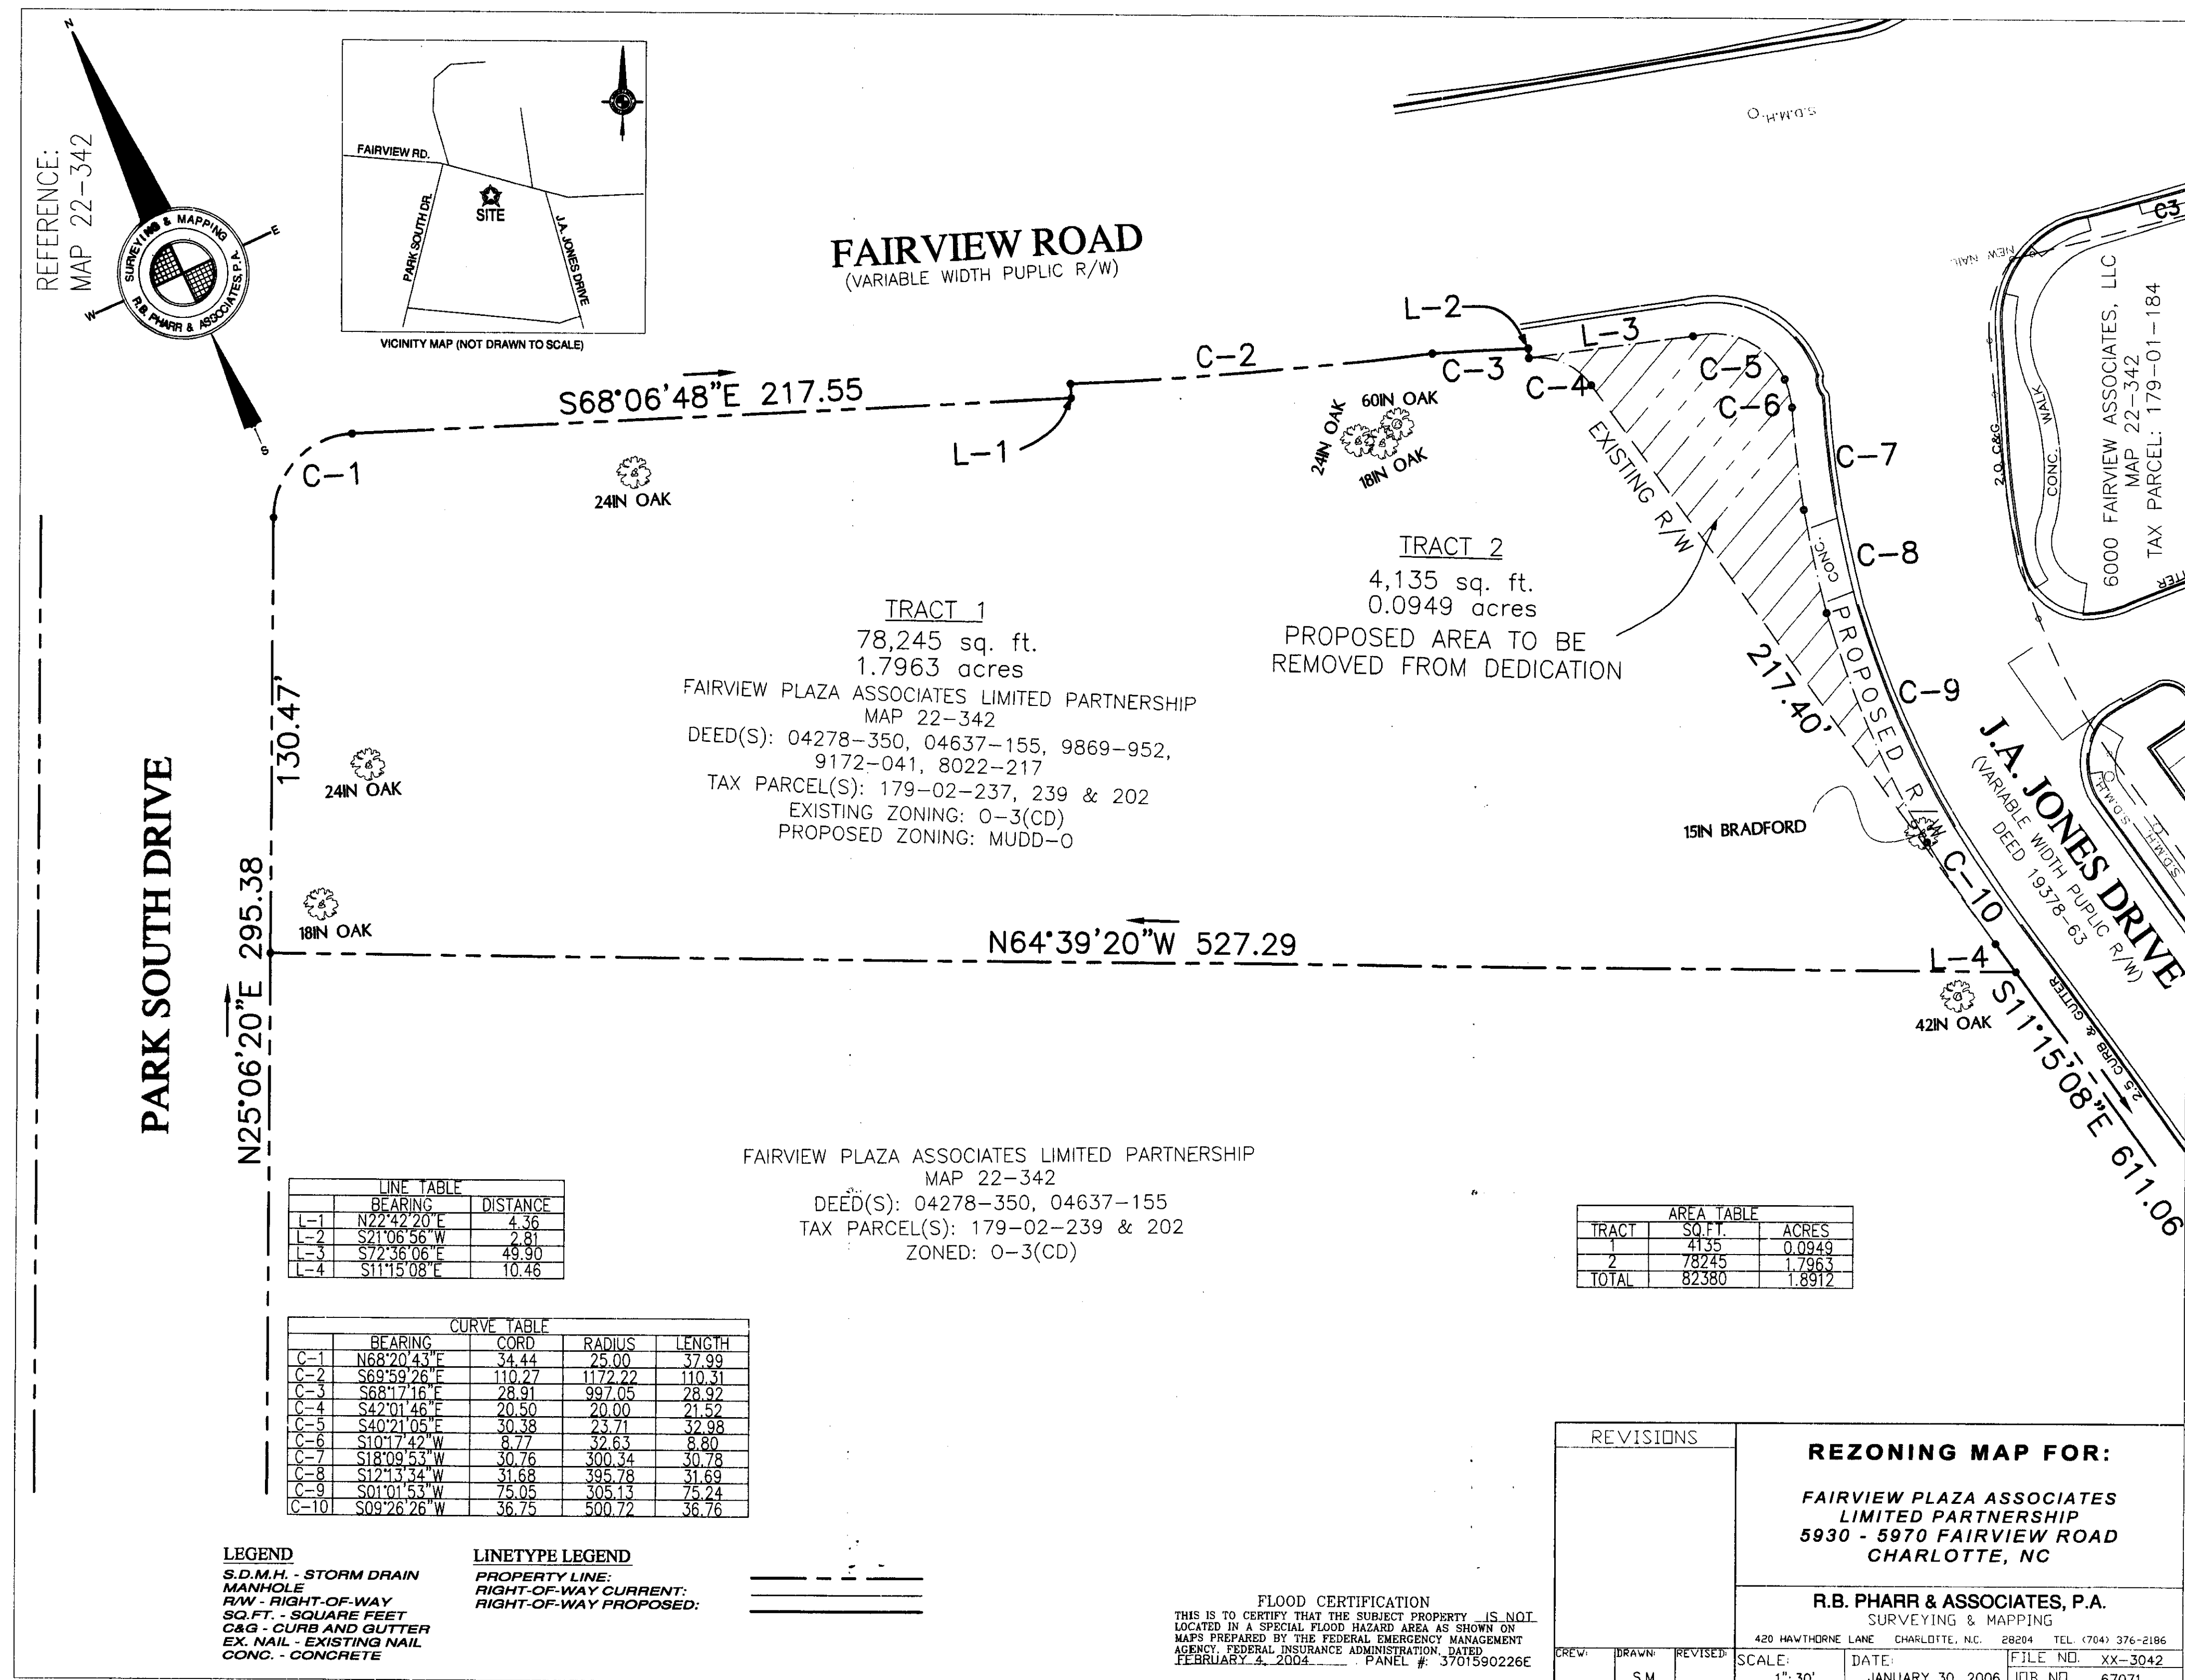 REFERENCE:
MAP 22-342
N
E
W
S
SURVEYING & MAPPING
R.B. PHARR & ASSOCIATES, P.A.
FAIRVIEW RD.
PARK SOUTH DR.
J.A. JONES DRIVE
SITE
VICINITY MAP (NOT DRAWN TO SCALE)
FAIRVIEW ROAD
(VARIABLE WIDTH PUPLIC R/W)
S.D.M.H.
NEW NAIL
C3
6000 FAIRVIEW ASSOCIATES, LLC
MAP 22-342
TAX PARCEL: 179-01-184
CONC. WALK
2.0 C&G
S68°06'48"E 217.55
C-1
L-1
C-2
L-2
C-3
L-3
C-4
C-5
C-6
C-7
C-8
C-9
24IN OAK
24IN OAK
60IN OAK
18IN OAK
EXISTING R/W
CONC.
PROPOSED R/W
217.40'
TRACT 1
78,245 sq. ft.
1.7963 acres
FAIRVIEW PLAZA ASSOCIATES LIMITED PARTNERSHIP
MAP 22-342
DEED(S): 04278-350, 04637-155, 9869-952,
9172-041, 8022-217
TAX PARCEL(S): 179-02-237, 239 & 202
EXISTING ZONING: O-3(CD)
PROPOSED ZONING: MUDD-O
TRACT 2
4,135 sq. ft.
0.0949 acres
PROPOSED AREA TO BE
REMOVED FROM DEDICATION
PARK SOUTH DRIVE
130.47'
N25°06'20"E 295.38
24IN OAK
18IN OAK
15IN BRADFORD
J.A. JONES DRIVE
(VARIABLE WIDTH PUPLIC R/W)
DEED 19378-63
S.D.M.H.
S.D.M.H.
C-10
L-4
N64°39'20"W 527.29
42IN OAK
S11°15'08"E 611.06
2.5 CURB & GUTTER
FAIRVIEW PLAZA ASSOCIATES LIMITED PARTNERSHIP
MAP 22-342
DEED(S): 04278-350, 04637-155
TAX PARCEL(S): 179-02-239 & 202
ZONED: O-3(CD)
LINE TABLE
BEARING DISTANCE
L-1 N22°42'20"E 4.36
L-2 S21°06'56"W 2.81
L-3 S72°36'06"E 49.90
L-4 S11°15'08"E 10.46
AREA TABLE
TRACT SQ.FT. ACRES
1 4135 0.0949
2 78245 1.7963
TOTAL 82380 1.8912
CURVE TABLE
BEARING CORD RADIUS LENGTH
C-1 N68°20'43"E 34.44 25.00 37.99
C-2 S69°59'26"E 110.27 1172.22 110.31
C-3 S68°17'16"E 28.91 997.05 28.92
C-4 S42°01'46"E 20.50 20.00 21.52
C-5 S40°21'05"E 30.38 23.71 32.98
C-6 S10°17'42"W 8.77 32.63 8.80
C-7 S18°09'53"W 30.76 300.34 30.78
C-8 S12°13'34"W 31.68 395.78 31.69
C-9 S01°01'53"W 75.05 305.13 75.24
C-10 S09°26'26"W 36.75 500.72 36.76
LEGEND
S.D.M.H. - STORM DRAIN
MANHOLE
R/W - RIGHT-OF-WAY
SQ.FT. - SQUARE FEET
C&G - CURB AND GUTTER
EX. NAIL - EXISTING NAIL
CONC. - CONCRETE
LINETYPE LEGEND
PROPERTY LINE:
RIGHT-OF-WAY CURRENT:
RIGHT-OF-WAY PROPOSED:
FLOOD CERTIFICATION
THIS IS TO CERTIFY THAT THE SUBJECT PROPERTY IS NOT
LOCATED IN A SPECIAL FLOOD HAZARD AREA AS SHOWN ON
MAPS PREPARED BY THE FEDERAL EMERGENCY MANAGEMENT
AGENCY, FEDERAL INSURANCE ADMINISTRATION, DATED
FEBRUARY 4, 2004 PANEL #: 3701590226E
REVISIONS
REZONING MAP FOR:
FAIRVIEW PLAZA ASSOCIATES
LIMITED PARTNERSHIP
5930 - 5970 FAIRVIEW ROAD
CHARLOTTE, NC
R.B. PHARR & ASSOCIATES, P.A.
SURVEYING & MAPPING
420 HAWTHORNE LANE CHARLOTTE, N.C. 28204 TEL. (704) 376-2186
CREW: DRAWN: REVISED: SCALE: DATE: FILE NO. XX-3042
S.M. 1": 30' JANUARY 30, 2006 JOB NO. 67071